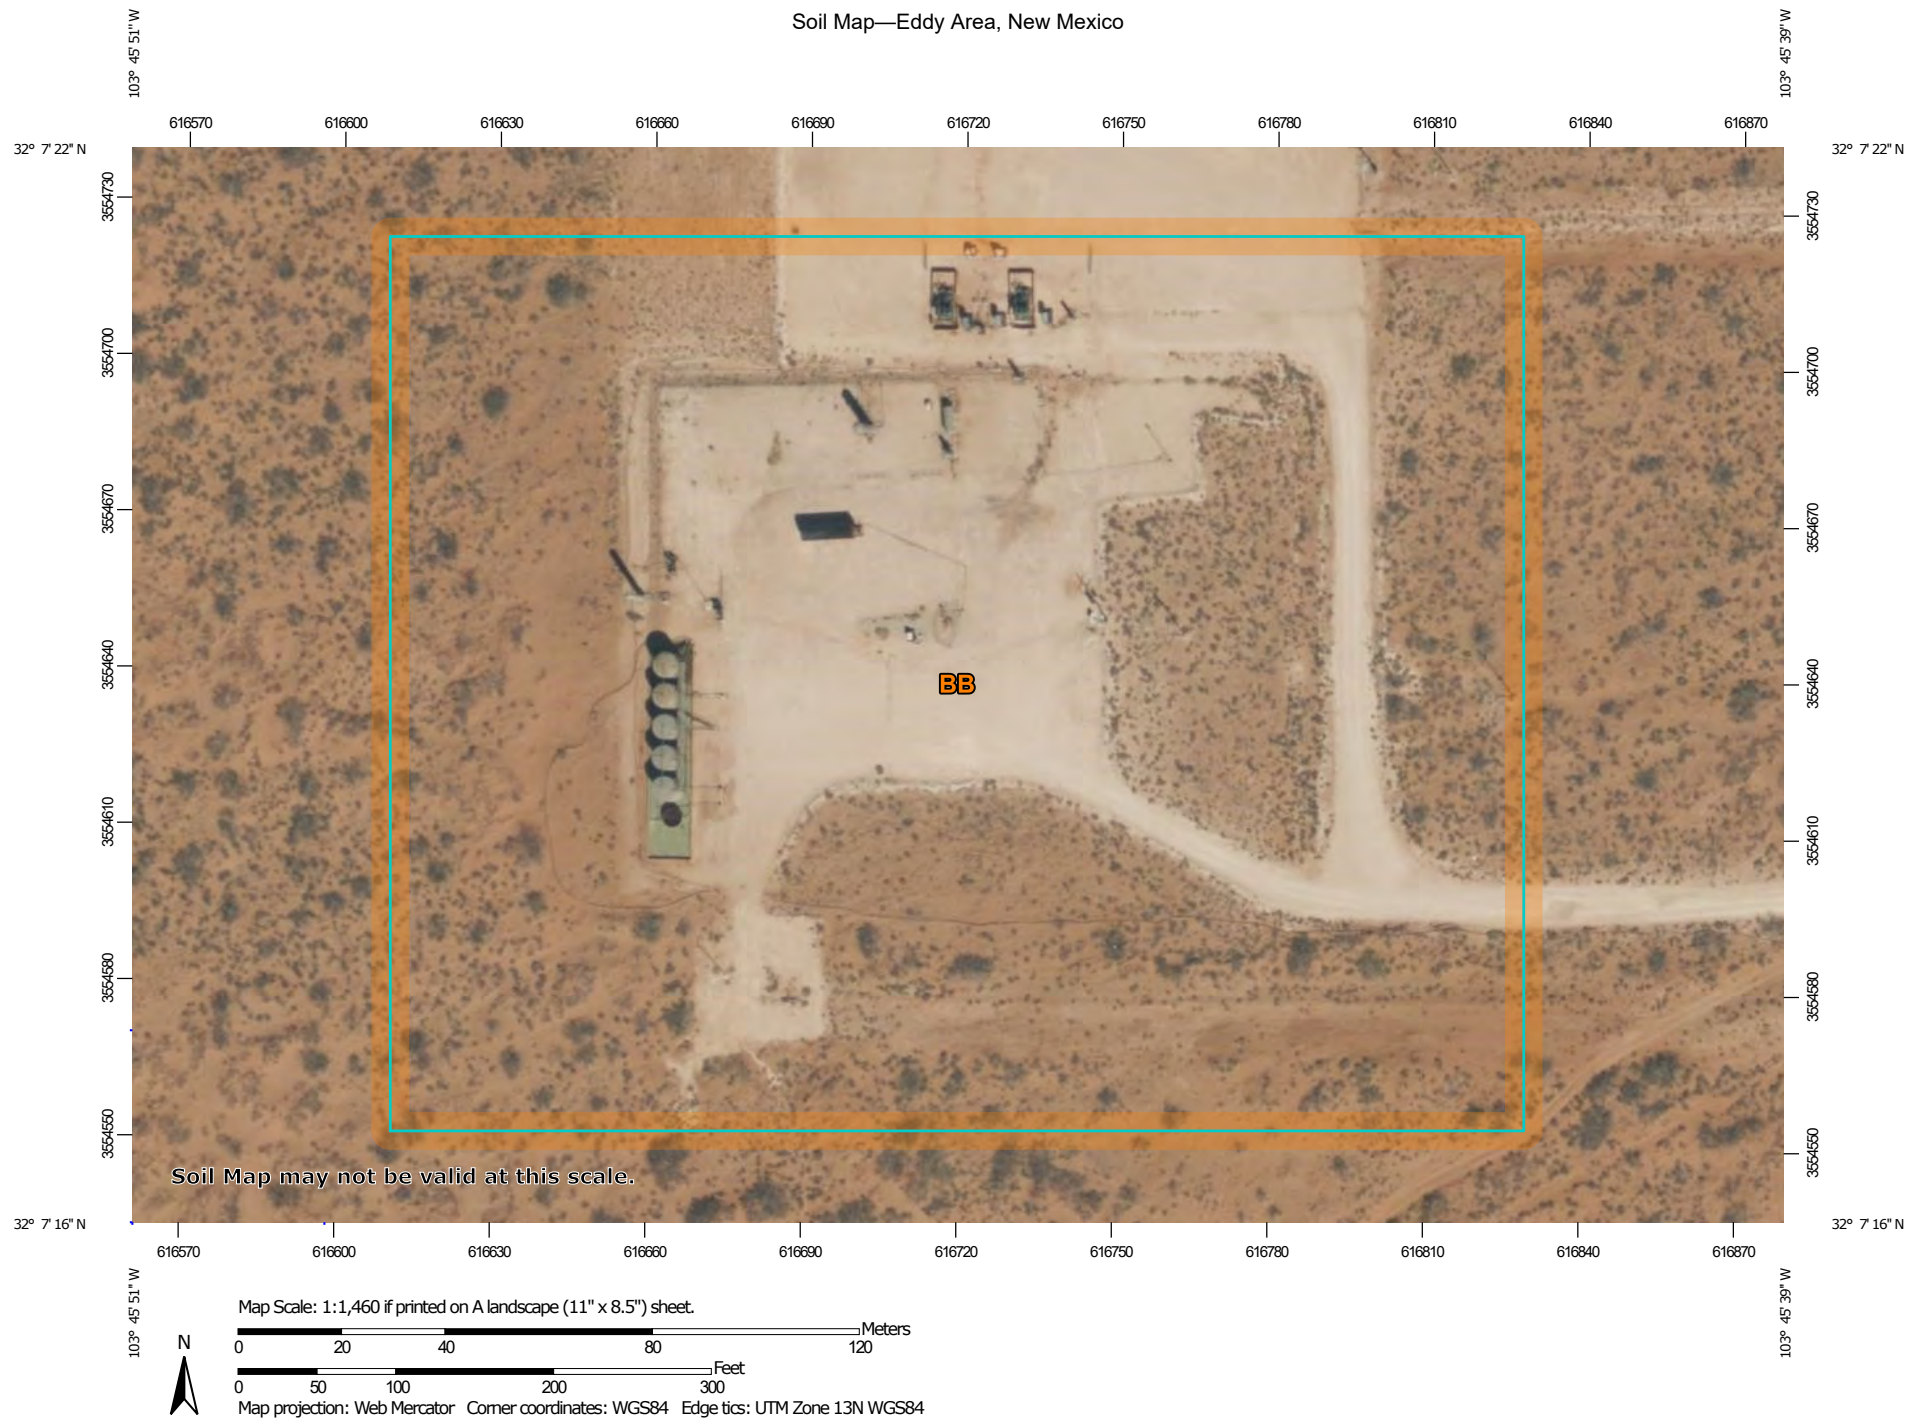 Soil Map—Eddy Area, New Mexico
103° 45' 51'' W
103° 45' 39'' W
616570 616600 616630 616660 616690 616720 616750 616780 616810 616840 616870
32° 7' 22'' N
32° 7' 22'' N
3554730
3554730
3554700
3554700
3554670
3554670
3554640
3554640
BB
3554610
3554610
3554580
3554580
3554550
3554550
Soil Map may not be valid at this scale.
32° 7' 16'' N
32° 7' 16'' N
616570 616600 616630 616660 616690 616720 616750 616780 616810 616840 616870
103° 45' 51'' W
103° 45' 39'' W
Map Scale: 1:1,460 if printed on A landscape (11" x 8.5") sheet.
Meters
N
0 20 40 80 120
Feet
0 50 100 200 300
Map projection: Web Mercator Corner coordinates: WGS84 Edge tics: UTM Zone 13N WGS84